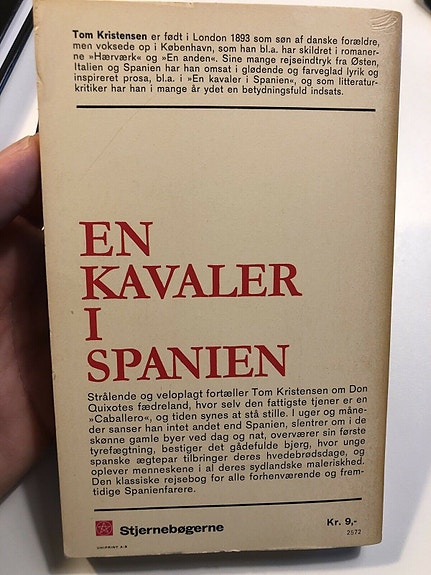 Tom Kristensen er født i London 1893 som søn af danske forældre,
men voksede op i København, som han bl.a. har skildret i romaner-
ne »Hærværk« og »En anden«. Sine mange rejseindtryk fra Østen,
Italien og Spanien har han omsat i glødende og farveglad lyrik og
inspireret prosa, bl.a. i »En kavaler i Spanien«, og som litteratur-
kritiker har han i mange år ydet en betydningsfuld indsats.
EN
KAVALER
I
SPANIEN
Strålende og veloplagt fortæller Tom Kristensen om Don
Quixotes fædreland, hvor selv den fattigste tjener er en
»Caballero«, og tiden synes at stå stille. I uger og måne-
der sanser han intet andet end Spanien, slentrer om i de
skønne gamle byer ved dag og nat, overværer sin første
tyrefægtning, bestiger det gådefulde bjerg, hvor unge
spanske ægtepar tilbringer deres hvedebrødsdage, og
oplever menneskene i al deres sydlandske maleriskhed.
Den klassiske rejsebog for alle forhenværende og frem-
tidige Spanienfarere.
Stjernebøgerne
Kr. 9,-
2572
UNIPRINT A-S